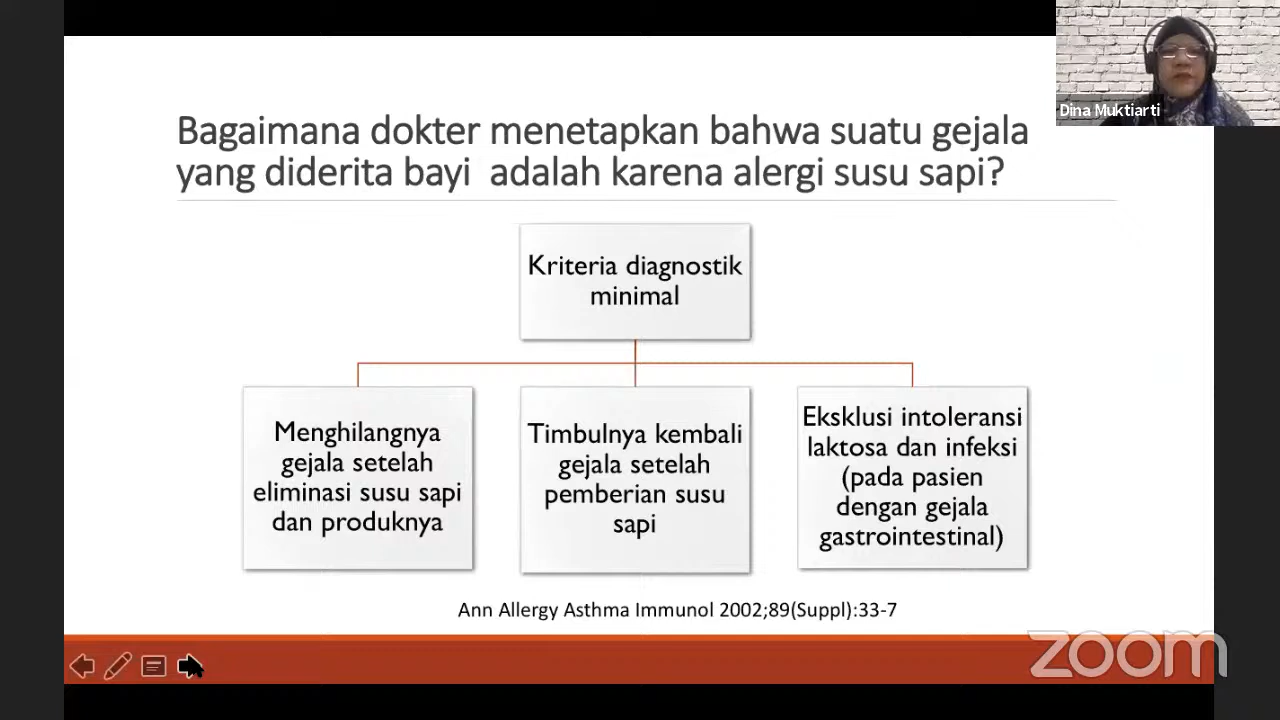 Dina Muktiarti
Bagaimana dokter menetapkan bahwa suatu gejala
yang diderita bayi adalah karena alergi susu sapi?
Kriteria diagnostik
minimal
Menghilangnya
gejala setelah
eliminasi susu sapi
dan produknya
Timbulnya kembali
gejala setelah
pemberian susu
sapi
Eksklusi intoleransi
laktosa dan infeksi
(pada pasien
dengan gejala
gastrointestinal)
Ann Allergy Asthma Immunol 2002;89(Suppl):33-7
zoom